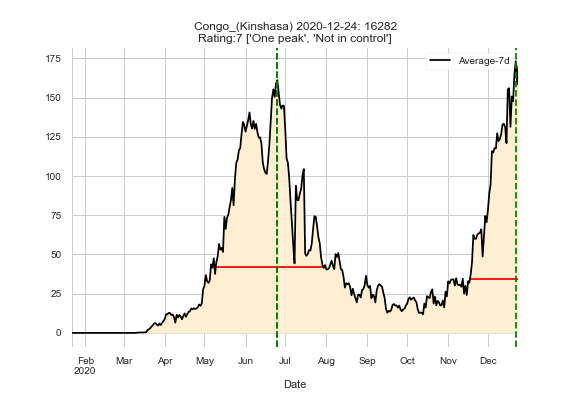 Congo_(Kinshasa) 2020-12-24: 16282
Rating:7 ['One peak', 'Not in control']
Average-7d
175
150
125
100
75
50
25
0
Feb Mar Apr May Jun Jul Aug Sep Oct Nov Dec
2020
Date